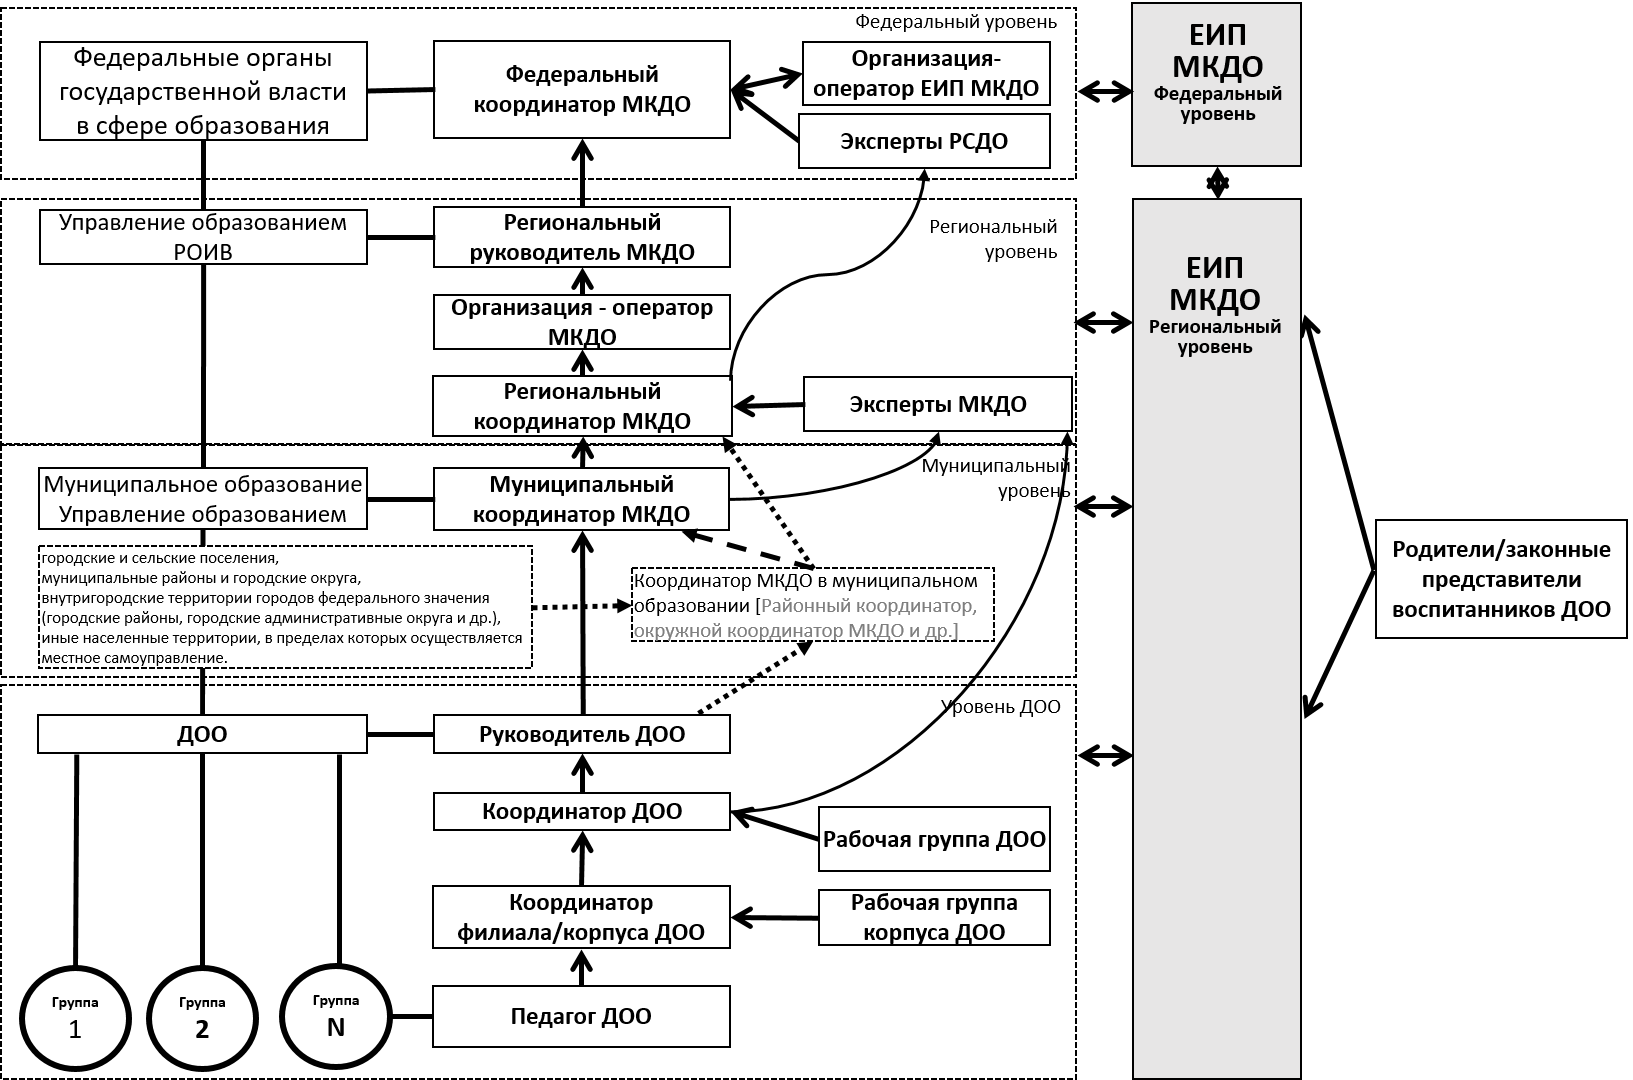 Федеральный уровень
Федеральные органы
государственной власти
в сфере образования
Федеральный
координатор МКДО
Организация-
оператор ЕИП МКДО
Эксперты РСДО
ЕИП
МКДО
Федеральный
уровень
Управление образованием
РОИВ
Региональный
руководитель МКДО
Региональный
уровень
Организация - оператор
МКДО
Региональный
координатор МКДО
Эксперты МКДО
ЕИП
МКДО
Региональный
уровень
Муниципальное образование
Управление образованием
Муниципальный
координатор МКДО
Муниципальный
уровень
городские и сельские поселения,
муниципальные районы и городские округа,
внутригородские территории городов федерального значения
(городские районы, городские административные округа и др.),
иные населенные территории, в пределах которых осуществляется
местное самоуправление.
Координатор МКДО в муниципальном
образовании [Районный координатор,
окружной координатор МКДО и др.]
Родители/законные
представители
воспитанников ДОО
Уровень ДОО
ДОО
Руководитель ДОО
Координатор ДОО
Рабочая группа ДОО
Координатор
филиала/корпуса ДОО
Рабочая группа
корпуса ДОО
Группа
1
Группа
2
Группа
N
Педагог ДОО